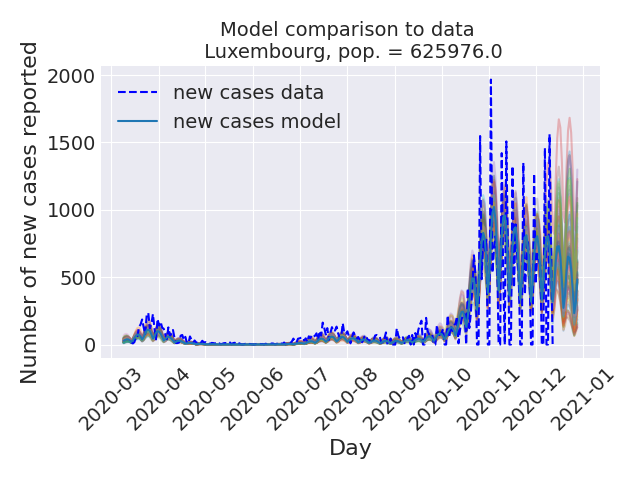 Model comparison to data
Luxembourg, pop. = 625976.0
Number of new cases reported
2000
1500
1000
500
0
new cases data
new cases model
2020-03
2020-04
2020-05
2020-06
2020-07
2020-08
2020-09
2020-10
2020-11
2020-12
2021-01
Day